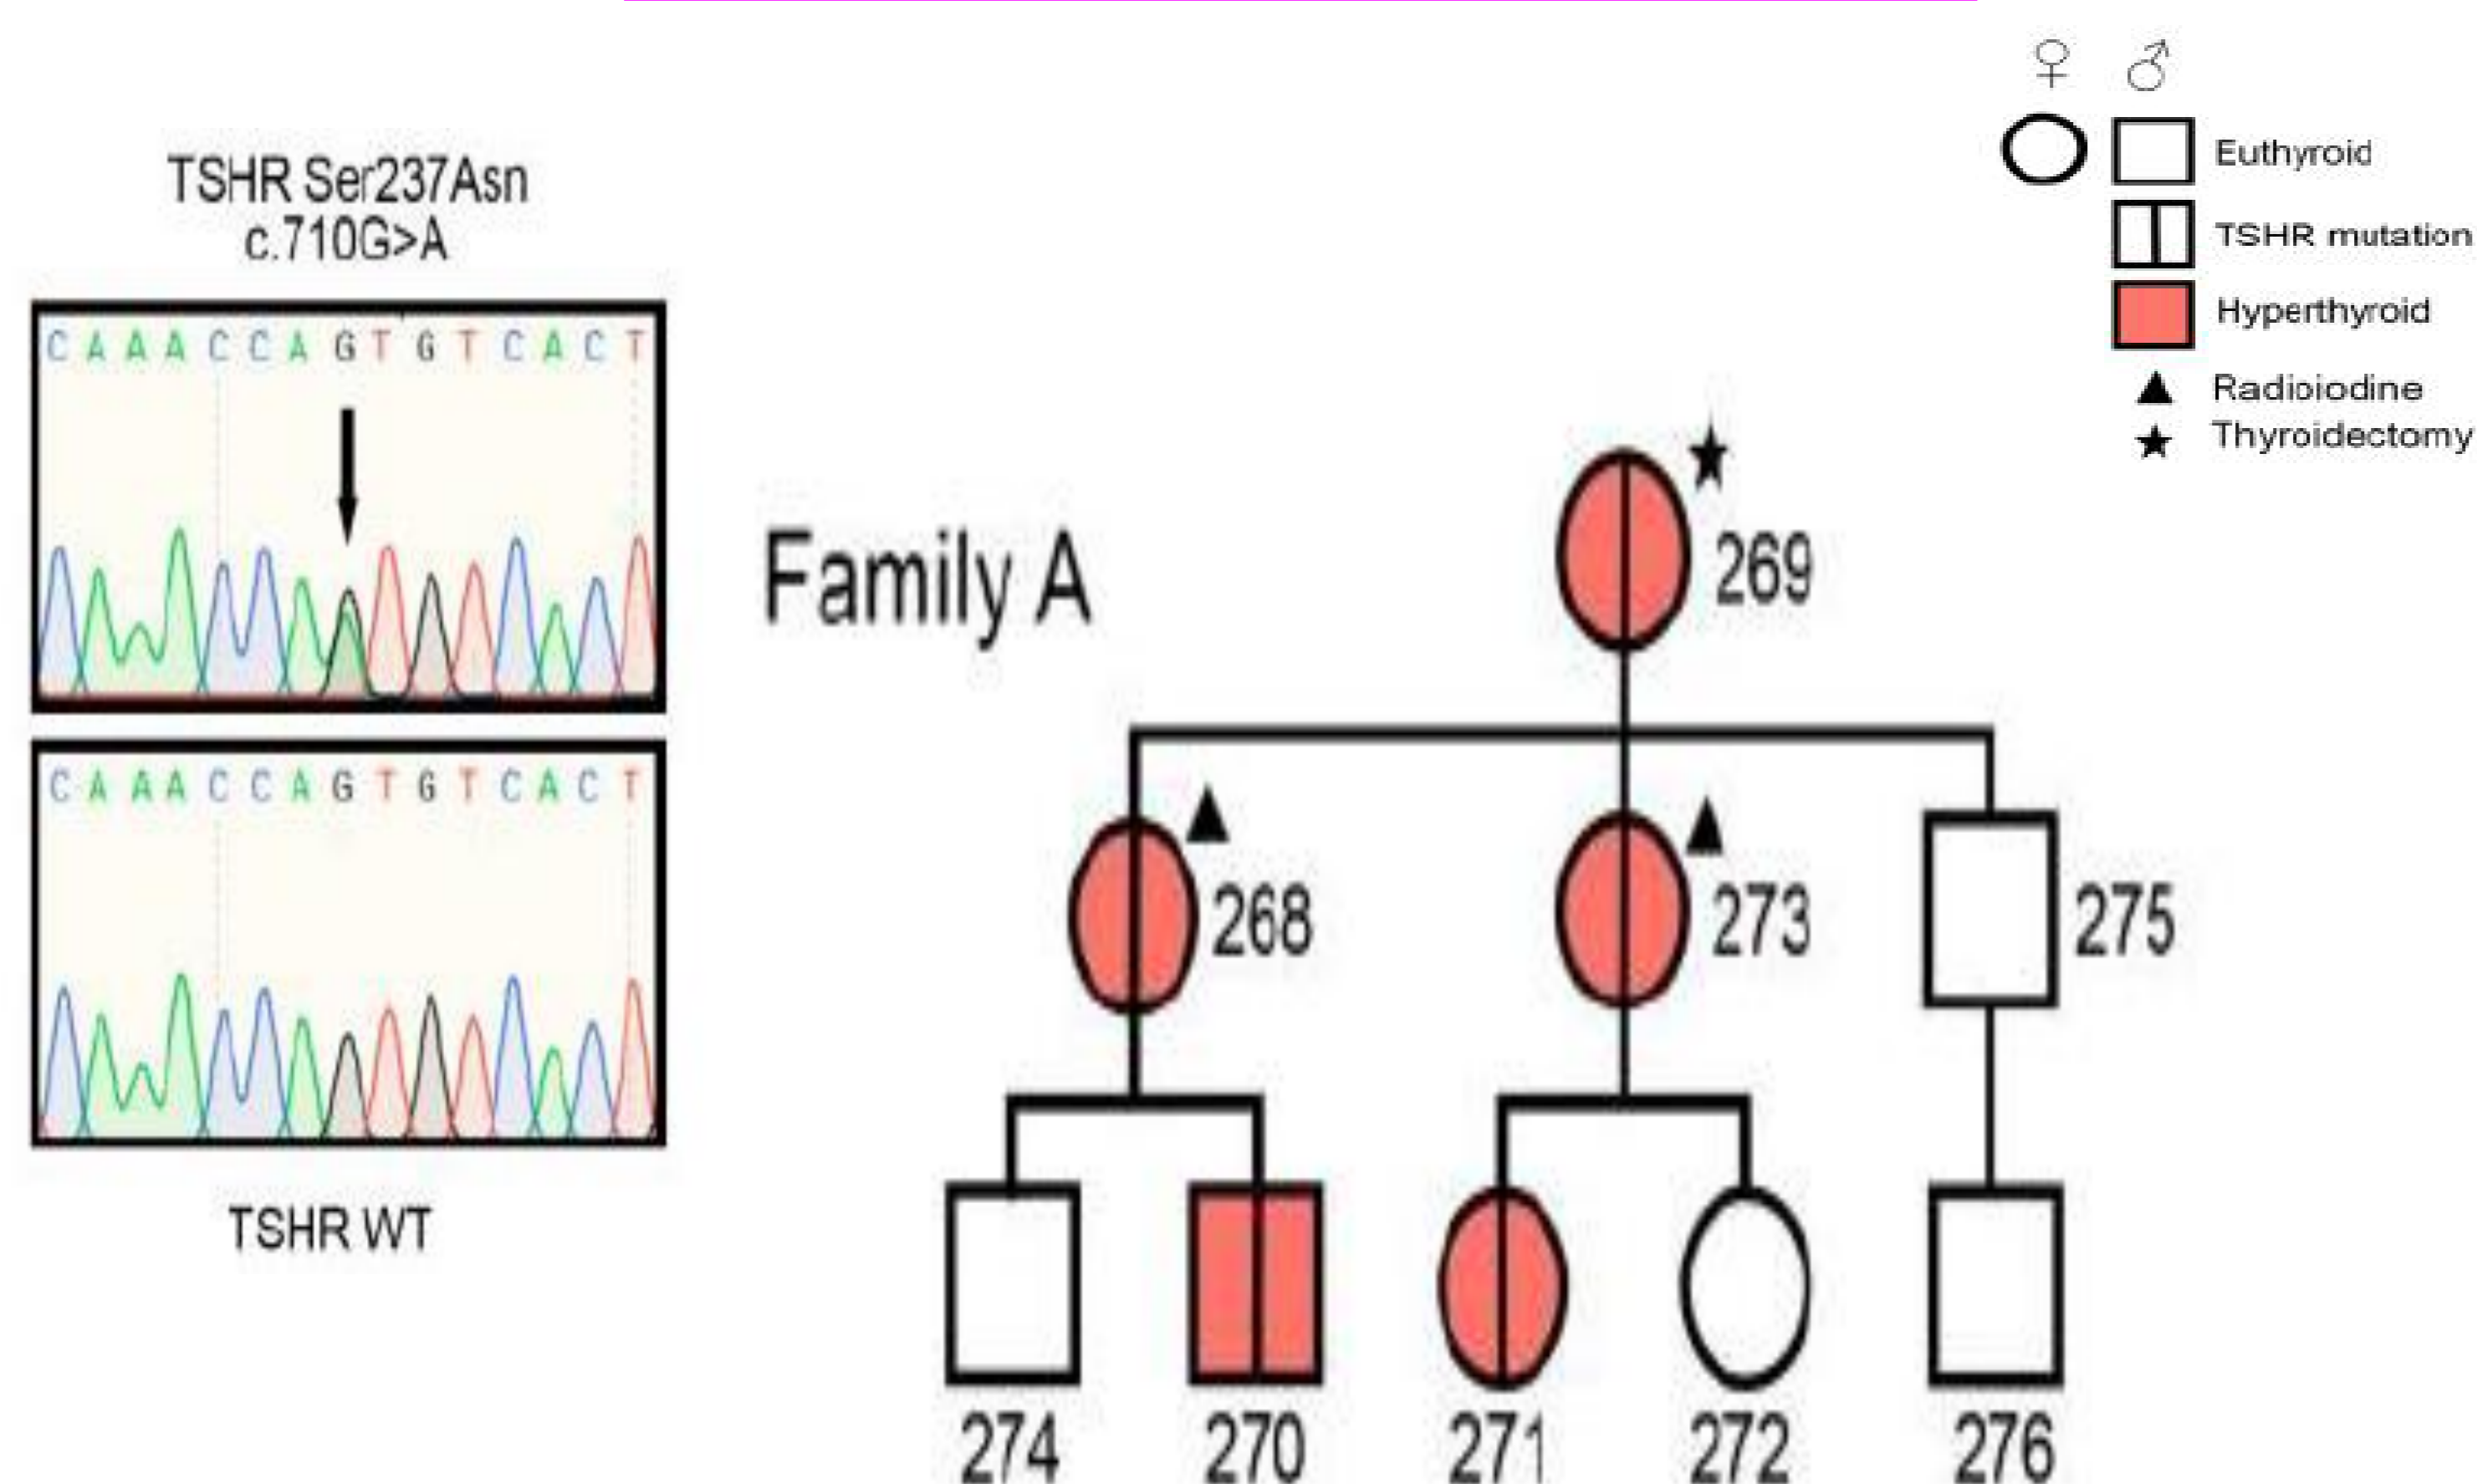 ♀ ♂
Euthyroid
TSHR mutation
Hyperthyroid
▲ Radioiodine
★ Thyroidectomy
TSHR Ser237Asn
c.710G>A
C A A A C C A G T G T C A C T
C A A A C C A G T G T C A C T
TSHR WT
Family A
269
268
273
275
274
270
271
272
276